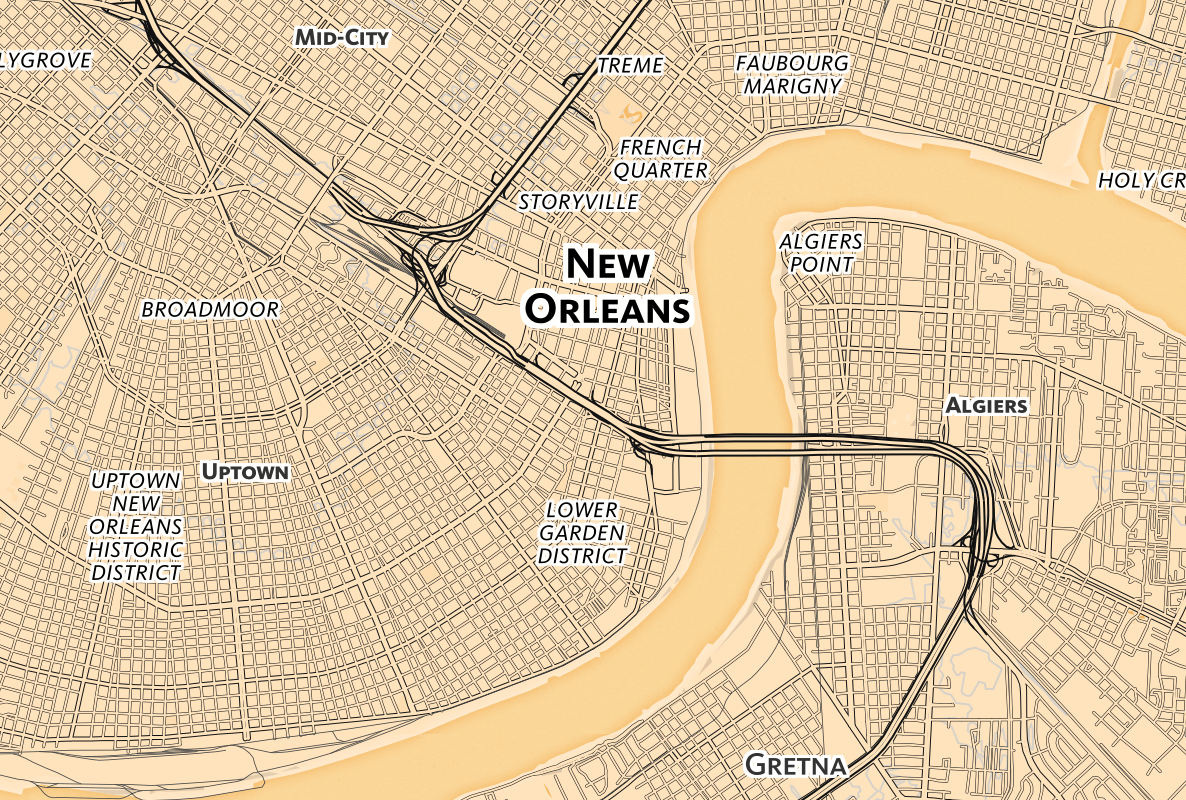 MID-CITY
LYGROVE
TREME
FAUBOURG
MARIGNY
FRENCH
QUARTER
HOLY CR
STORYVILLE
ALGIERS
POINT
NEW
ORLEANS
BROADMOOR
ALGIERS
UPTOWN
UPTOWN
NEW
ORLEANS
HISTORIC
DISTRICT
LOWER
GARDEN
DISTRICT
GRETNA